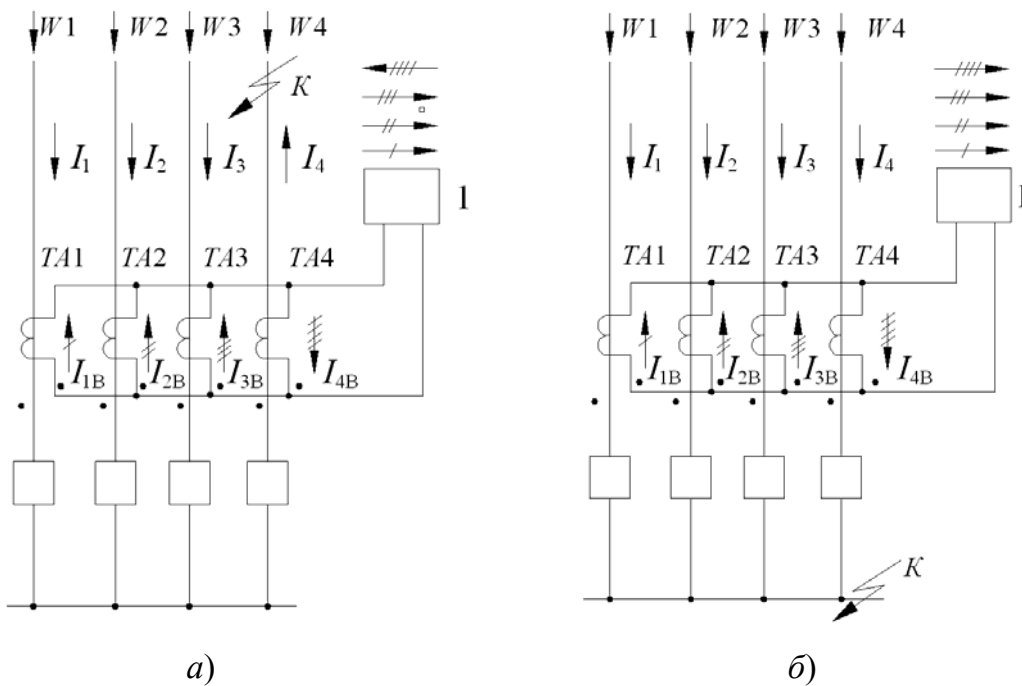 W1 W2 W3 W4
К
I1 I2 I3 I4
1
TA1 TA2 TA3 TA4
I1В I2В I3В I4В
а)
W1 W2 W3 W4
I1 I2 I3 I4
1
TA1 TA2 TA3 TA4
I1В I2В I3В I4В
К
б)